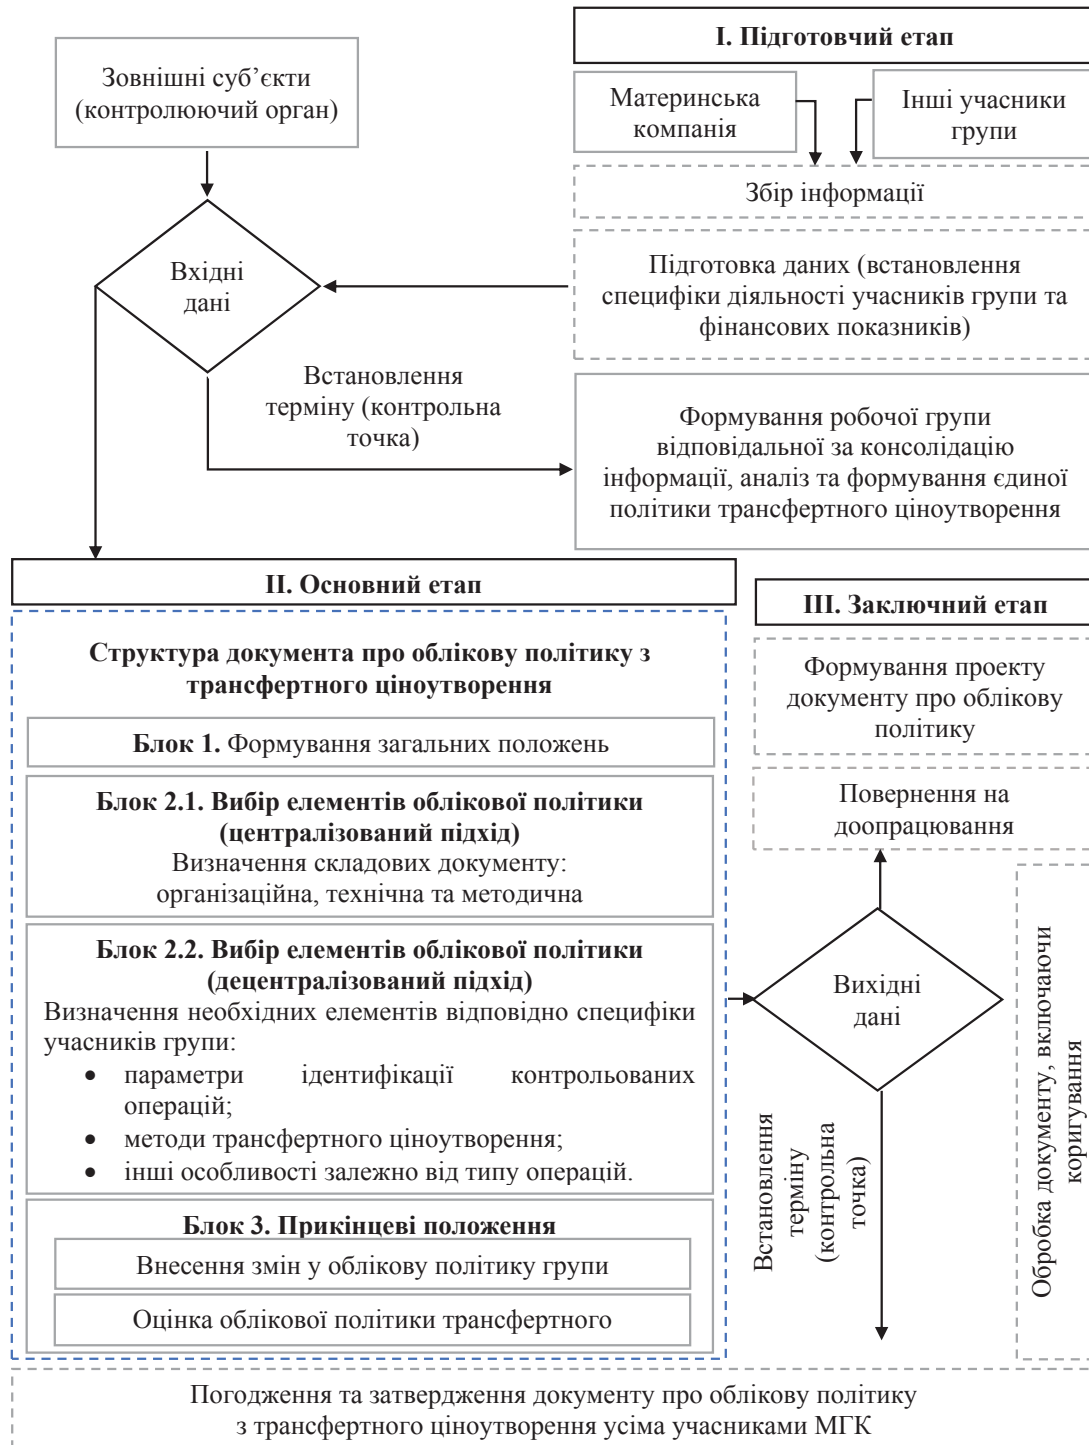 Зовнішні суб’єкти
(контролюючий орган)
І. Підготовчий етап
Материнська
компанія
Інші учасники
групи
Збір інформації
Підготовка даних (встановлення
специфіки діяльності учасників групи та
фінансових показників)
Вхідні
дані
Встановлення
терміну (контрольна
точка)
Формування робочої групи
відповідальної за консолідацію
інформації, аналіз та формування єдиної
політики трансфертного ціноутворення
ІІ. Основний етап
Структура документа про облікову політику з
трансфертного ціноутворення
Блок 1. Формування загальних положень
Блок 2.1. Вибір елементів облікової політики
(централізований підхід)
Визначення складових документу:
організаційна, технічна та методична
Блок 2.2. Вибір елементів облікової політики
(децентралізований підхід)
Визначення необхідних елементів відповідно специфіки
учасників групи:
• параметри ідентифікації контрольованих
операцій;
• методи трансфертного ціноутворення;
• інші особливості залежно від типу операцій.
Блок 3. Прикінцеві положення
Внесення змін у облікову політику групи
Оцінка облікової політики трансфертного
ІІІ. Заключний етап
Формування проекту
документу про облікову
політику
Повернення на
доопрацювання
Вихідні
дані
Встановлення
терміну
(контрольна
точка)
Обробка документу, включаючи
коригування
Погодження та затвердження документу про облікову політику
з трансфертного ціноутворення усіма учасниками МГК